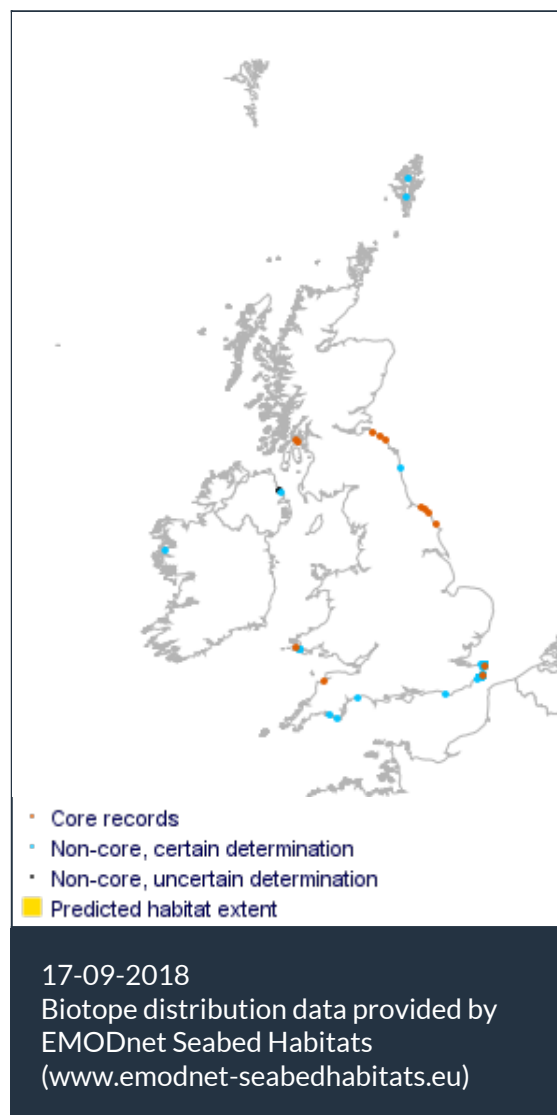 Core records
Non-core, certain determination
Non-core, uncertain determination
Predicted habitat extent
17-09-2018
Biotope distribution data provided by
EMODnet Seabed Habitats
(www.emodnet-seabedhabitats.eu)